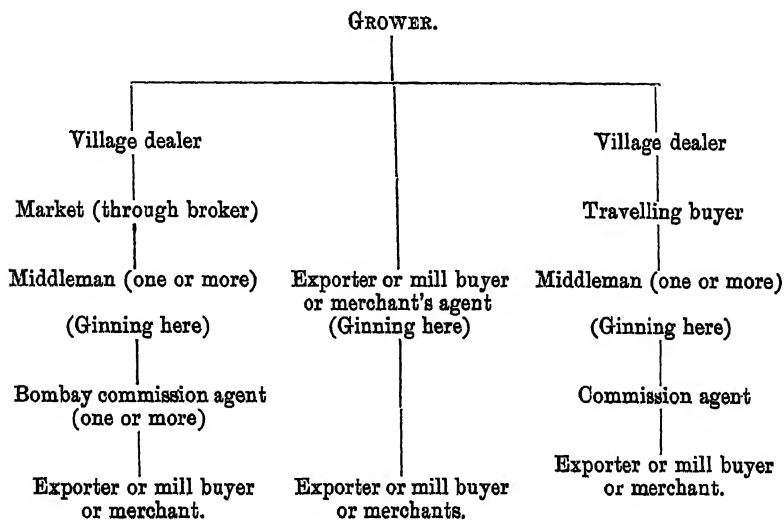 GROWER.
Village dealer
Market (through broker)
Middleman (one or more)
(Ginning here)
Bombay commission agent
(one or more)
Exporter or mill buyer
or merchant.
Exporter or mill buyer
or merchant's agent
(Ginning here)
Exporter or mill buyer
or merchants.
Village dealer
Travelling buyer
Middleman (one or more)
(Ginning here)
Commission agent
Exporter or mill buyer
or merchant.